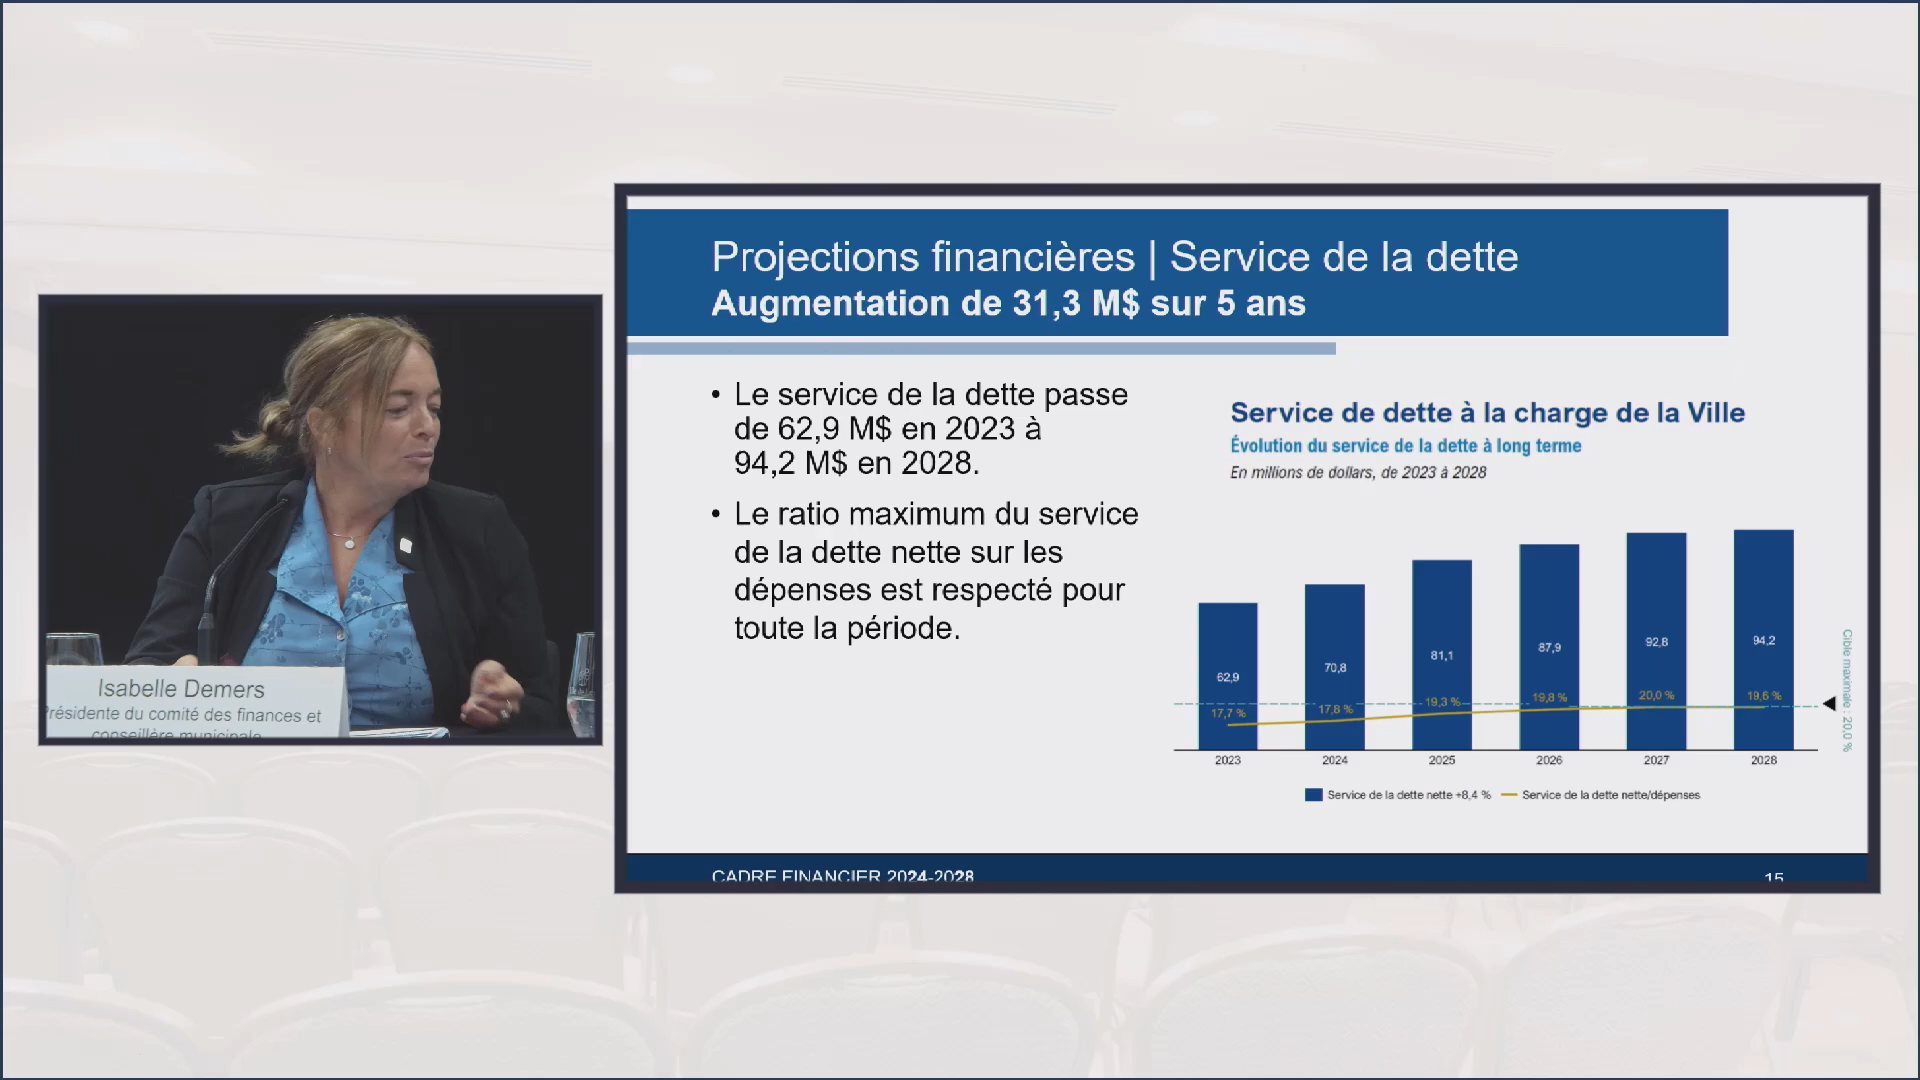 Projections financières | Service de la dette
Augmentation de 31,3 M$ sur 5 ans
• Le service de la dette passe
de 62,9 M$ en 2023 à
94,2 M$ en 2028.
• Le ratio maximum du service
de la dette nette sur les
dépenses est respecté pour
toute la période.
Service de dette à la charge de la Ville
Évolution du service de la dette à long terme
En millions de dollars, de 2023 à 2028
62,9
70,8
81,1
87,9
92,8
94,2
17,7 %
17,8 %
19,3 %
19,8 %
20,0 %
19,6 %
Cible maximale : 20,0 %
2023
2024
2025
2026
2027
2028
Service de la dette nette +8,4 %
Service de la dette nette/dépenses
CADRE FINANCIER 2024-2028
15
Isabelle Demers
Présidente du comité des finances et
conseillère municipale